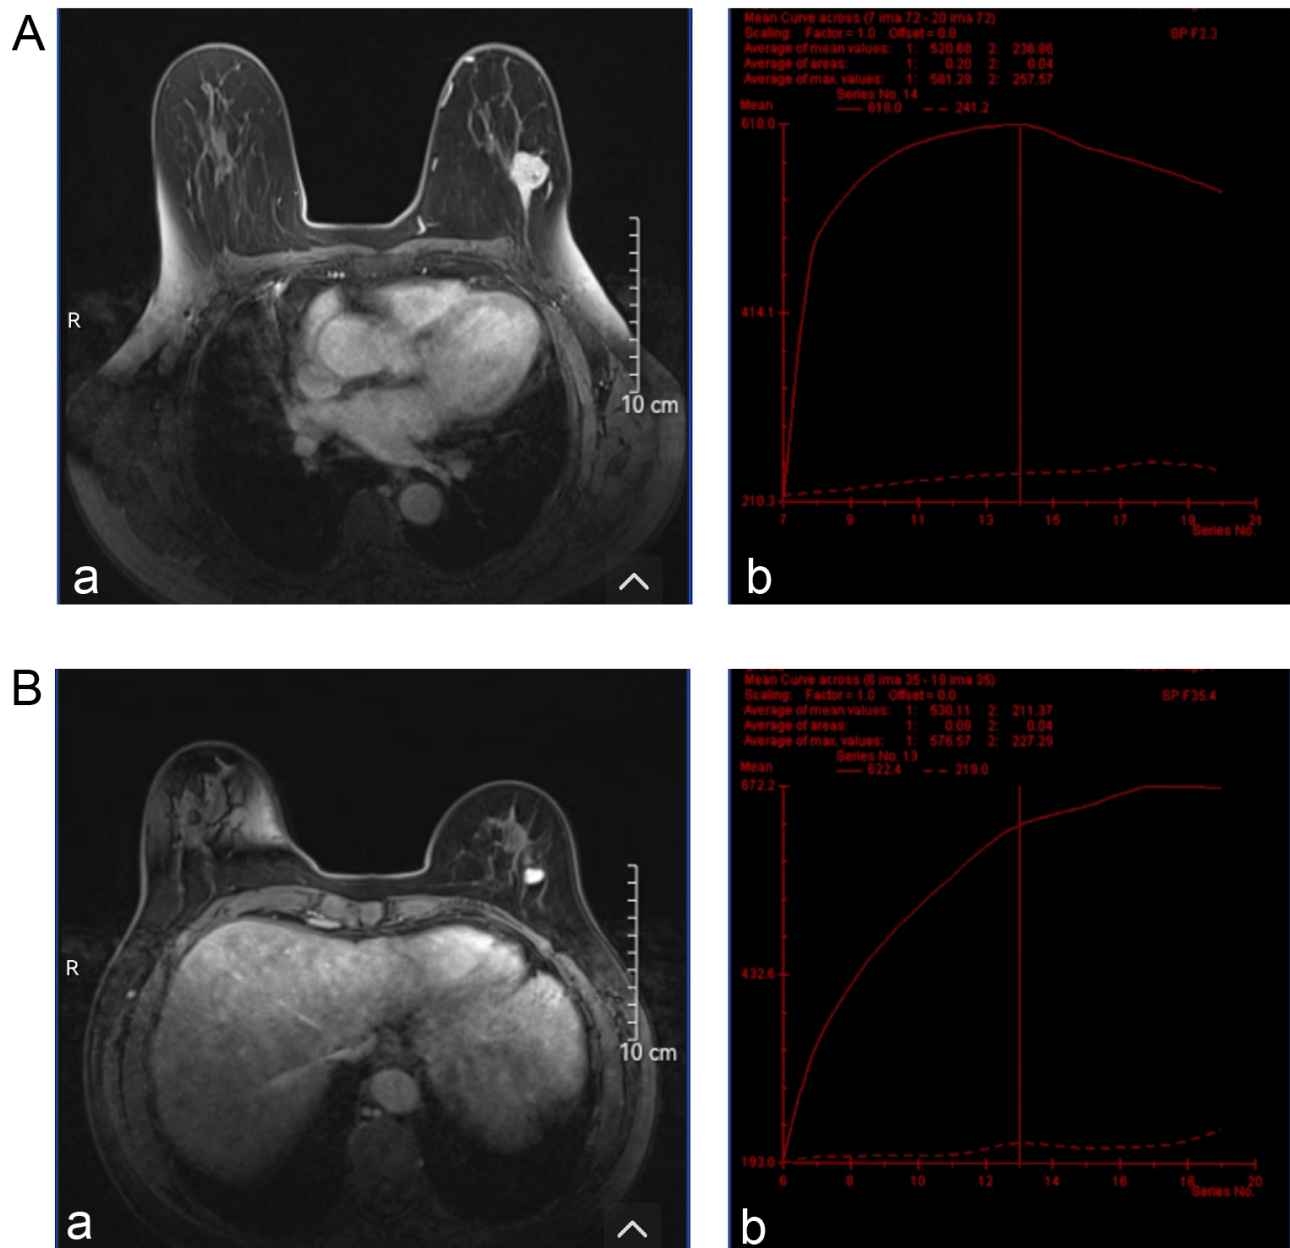 A
R
10 cm
a
Mean Curve across (7 ima 72 - 20 ima 72)
Scaling: Factor = 1.0 Offset = 0.0 SP F2.3
Average of mean values: 1: 520.68 2: 236.86
Average of areas: 1: 0.20 2: 0.04
Average of max. values: 1: 581.29 2: 257.57
Series No. 14
Mean 618.0 241.2
618.0
414.1
210.3
7 9 11 13 15 17 19 21
Series No.
b
B
R
10 cm
a
Mean Curve across (6 ima 35 - 19 ima 35)
Scaling: Factor = 1.0 Offset = 0.0 SP F35.4
Average of mean values: 1: 530.11 2: 211.37
Average of areas: 1: 0.08 2: 0.04
Average of max. values: 1: 576.57 2: 227.29
Series No. 13
Mean 622.4 219.0
672.2
432.6
193.0
6 8 10 12 14 16 18 20
Series No.
b